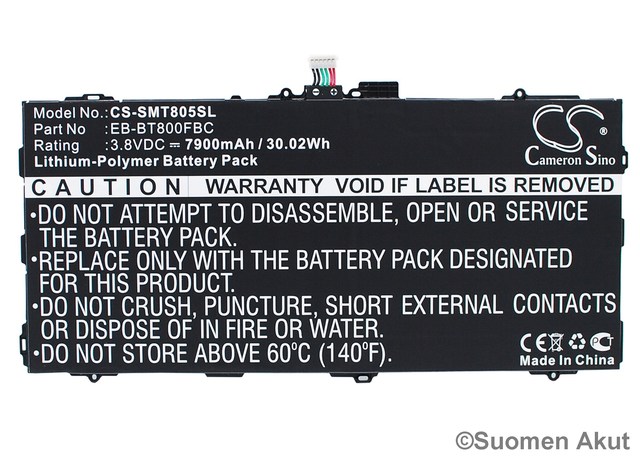 Model No.:CS-SMT805SL
Part No :EB-BT800FBC
Rating :3.8VDC ⎓ 7900mAh / 30.02Wh
Lithium-Polymer Battery Pack
CS
Cameron Sino
CAUTION WARRANTY VOID IF LABEL IS REMOVED
•DO NOT ATTEMPT TO DISASSEMBLE, OPEN OR SERVICE
THE BATTERY PACK.
•REPLACE ONLY WITH THE BATTERY PACK DESIGNATED
FOR THIS PRODUCT.
•DO NOT CRUSH, PUNCTURE, SHORT EXTERNAL CONTACTS
OR DISPOSE OF IN FIRE OR WATER.
•DO NOT STORE ABOVE 60°C (140°F).
CE
Made In China
©Suomen Akut